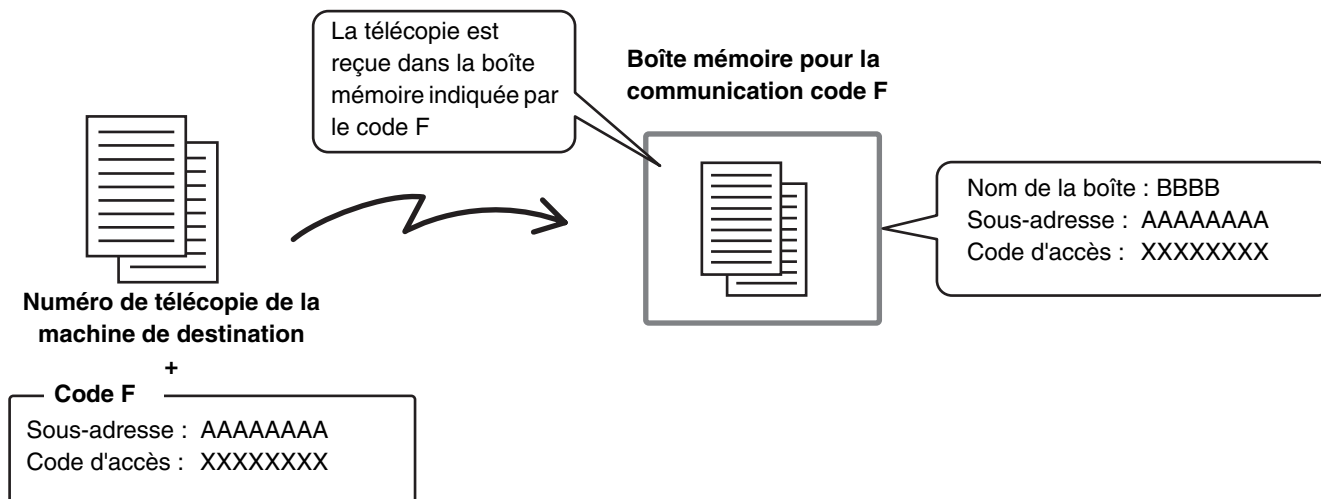 La télécopie est
reçue dans la boîte
mémoire indiquée par
le code F
Boîte mémoire pour la
communication code F
Nom de la boîte : BBBB
Sous-adresse : AAAAAAAA
Code d'accès : XXXXXXXX
Numéro de télécopie de la
machine de destination
+
Code F
Sous-adresse : AAAAAAAA
Code d'accès : XXXXXXXX